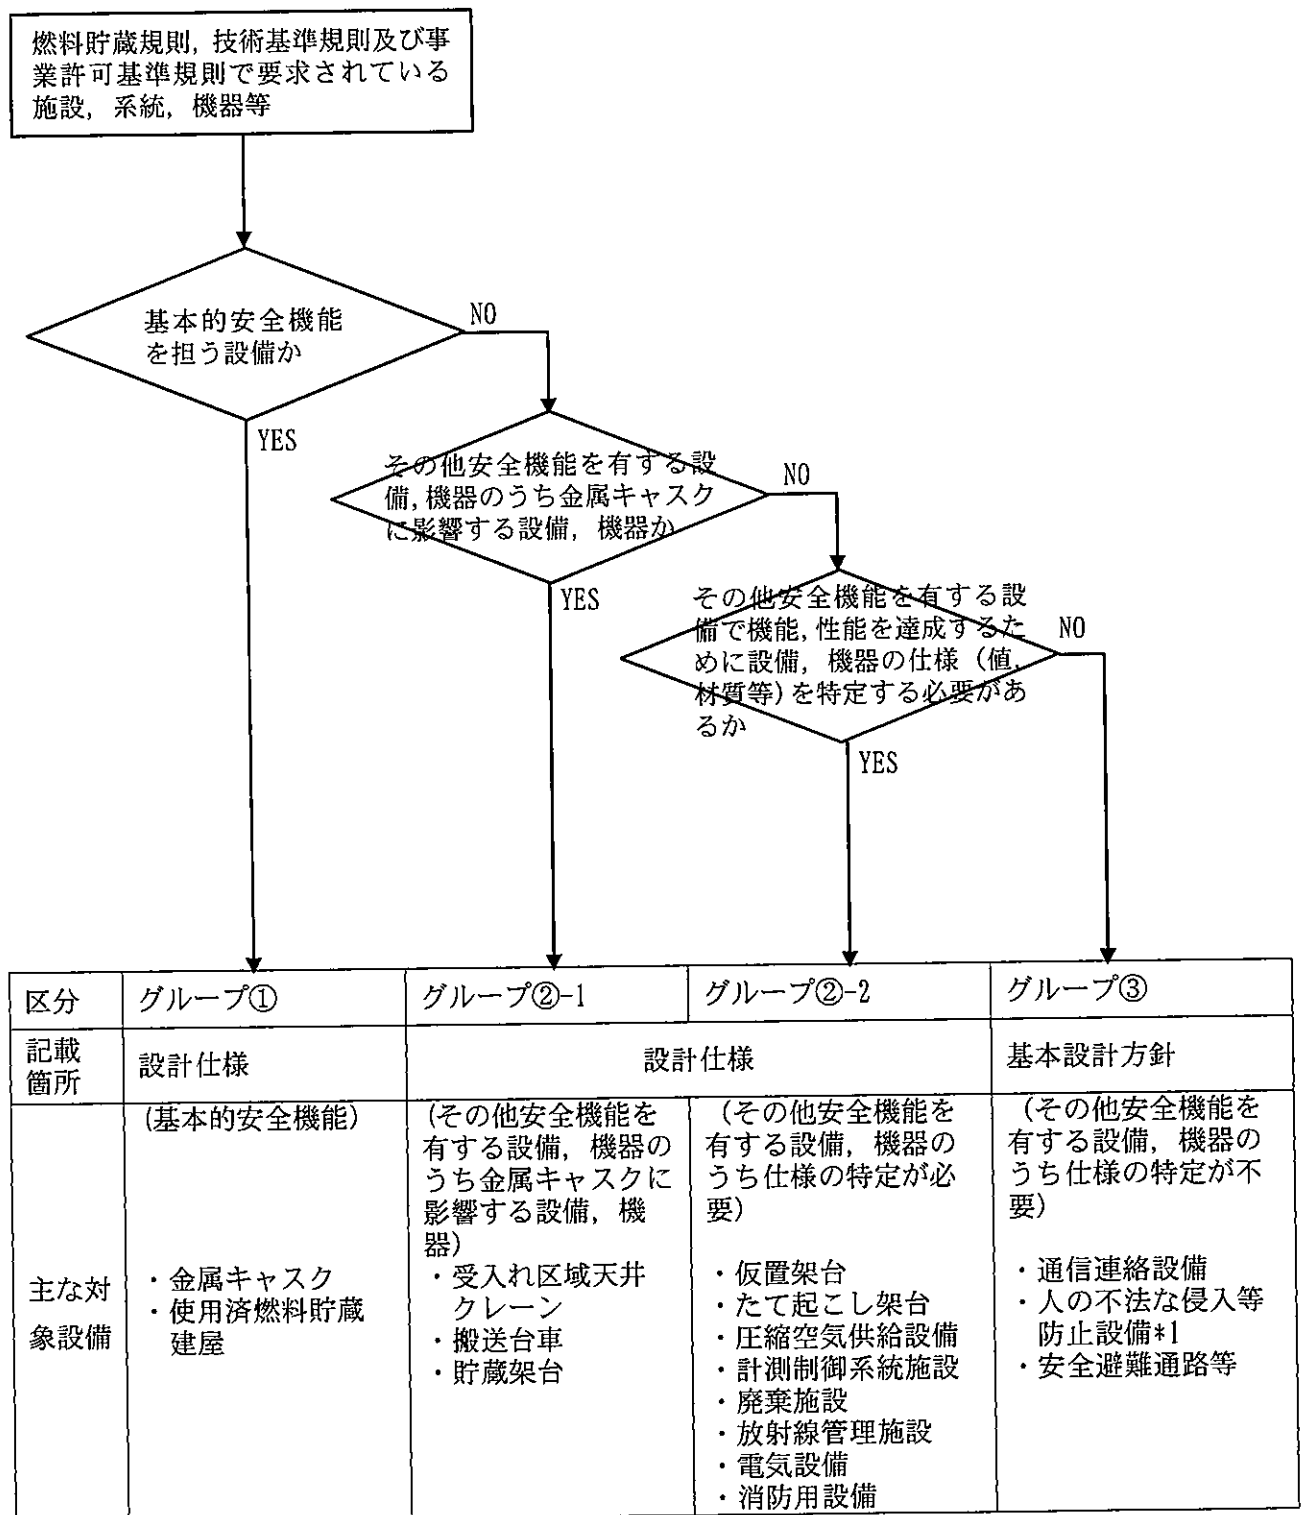 燃料貯蔵規則, 技術基準規則及び事
業許可基準規則で要求されている
施設, 系統, 機器等
基本的安全機能
を担う設備か
NO
YES
その他安全機能を有する設
備, 機器のうち金属キャスク
に影響する設備, 機器か
NO
YES
その他安全機能を有する設
備で機能, 性能を達成するた
めに設備, 機器の仕様 (値,
材質等) を特定する必要があ
るか
NO
YES
区分
グループ①
グループ②-1
グループ②-2
グループ③
記載
箇所
設計仕様
設計仕様
基本設計方針
主な対
象設備
(基本的安全機能)
・金属キャスク
・使用済燃料貯蔵
建屋
(その他安全機能を
有する設備, 機器の
うち金属キャスクに
影響する設備, 機
器)
・受入れ区域天井
クレーン
・搬送台車
・貯蔵架台
(その他安全機能を
有する設備, 機器の
うち仕様の特定が必
要)
・仮置架台
・たて起こし架台
・圧縮空気供給設備
・計測制御系統施設
・廃棄施設
・放射線管理施設
・電気設備
・消防用設備
(その他安全機能を
有する設備, 機器の
うち仕様の特定が不
要)
・通信連絡設備
・人の不法な侵入等
防止設備*1
・安全避難通路等